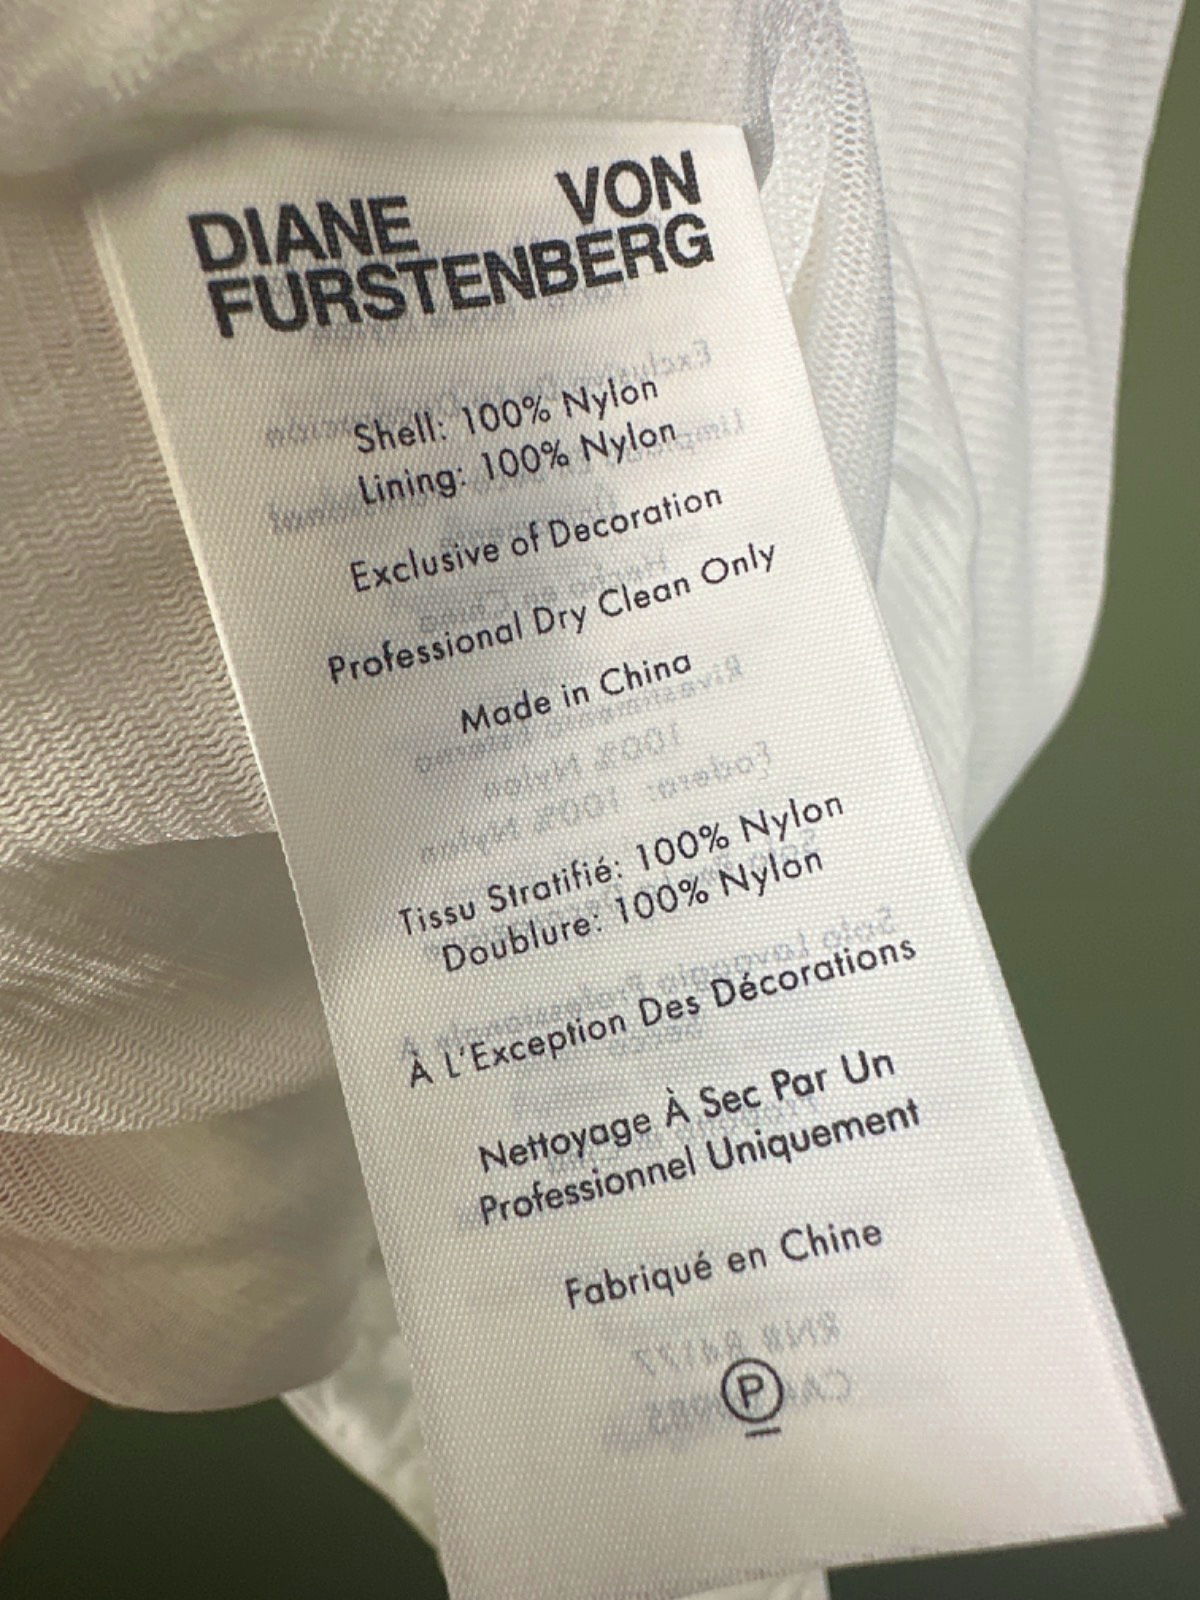 DIANE VON
FURSTENBERG
Shell: 100% Nylon
Lining: 100% Nylon
Exclusive of Decoration
Professional Dry Clean Only
Made in China
Tissu Stratifié: 100% Nylon
Doublure: 100% Nylon
À L'Exception Des Décorations
Nettoyage À Sec Par Un
Professionnel Uniquement
Fabriqué en Chine
P